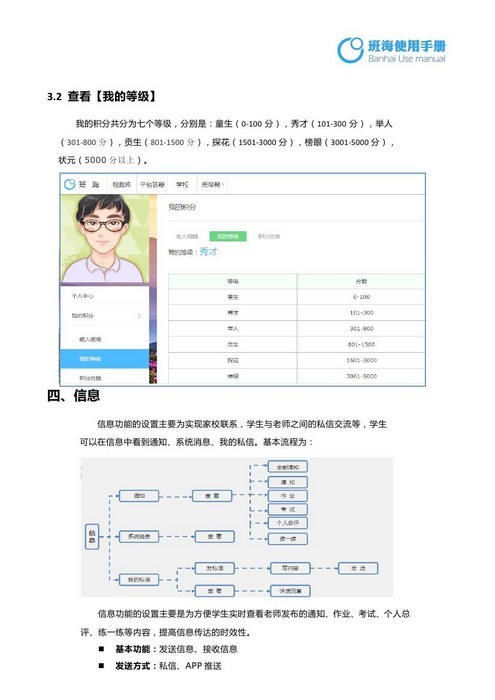 班海使用手册
Banhai Use manual
3.2 查看【我的等级】
我的积分共分为七个等级，分别是：童生（0-100 分），秀才（101-300 分），举人
（301-800 分），贡生（801-1500 分），探花（1501-3000 分），榜眼（3001-5000 分），
状元（5000 分以上）。
班 海 视频库 平台答疑 学校 班级帮
我的积分
收入明细 我的等级 积分兑换
我的等级：秀才
等级 分数
童生 0-100
秀才 101-300
举人 301-800
贡生 801-1500
探花 1501-3000
榜眼 3001-5000
个人中心
我的积分
收入明细
我的等级
积分兑换
四、信息
信息功能的设置主要为实现家校联系，学生与老师之间的私信交流等，学生
可以在信息中看到通知、系统消息、我的私信。基本流程为：
信息
通知 查 看
全部通知
通 知
作 业
考 试
个人总评
练一练
系统消息 查 看
我的私信
发私信 写内容 发 送
查 看 快速回复
信息功能的设置主要是为方便学生实时查看老师发布的通知、作业、考试、个人总
评、练一练等内容，提高信息传达的时效性。
■ 基本功能：发送信息、接收信息
■ 发送方式：私信、APP 推送